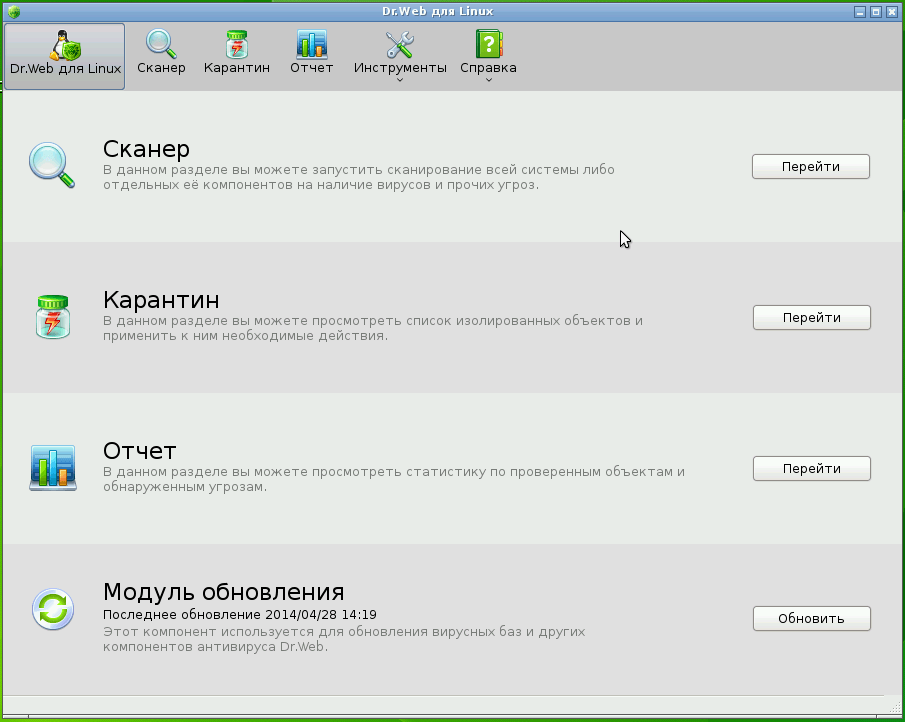 Dr.Web для Linux
Dr.Web для Linux
Сканер
Карантин
Отчет
Инструменты
Справка
Сканер
В данном разделе вы можете запустить сканирование всей системы либо
отдельных её компонентов на наличие вирусов и прочих угроз.
Перейти
Карантин
В данном разделе вы можете просмотреть список изолированных объектов и
применить к ним необходимые действия.
Перейти
Отчет
В данном разделе вы можете просмотреть статистику по проверенным объектам и
обнаруженным угрозам.
Перейти
Модуль обновления
Последнее обновление 2014/04/28 14:19
Этот компонент используется для обновления вирусных баз и других
компонентов антивируса Dr.Web.
Обновить